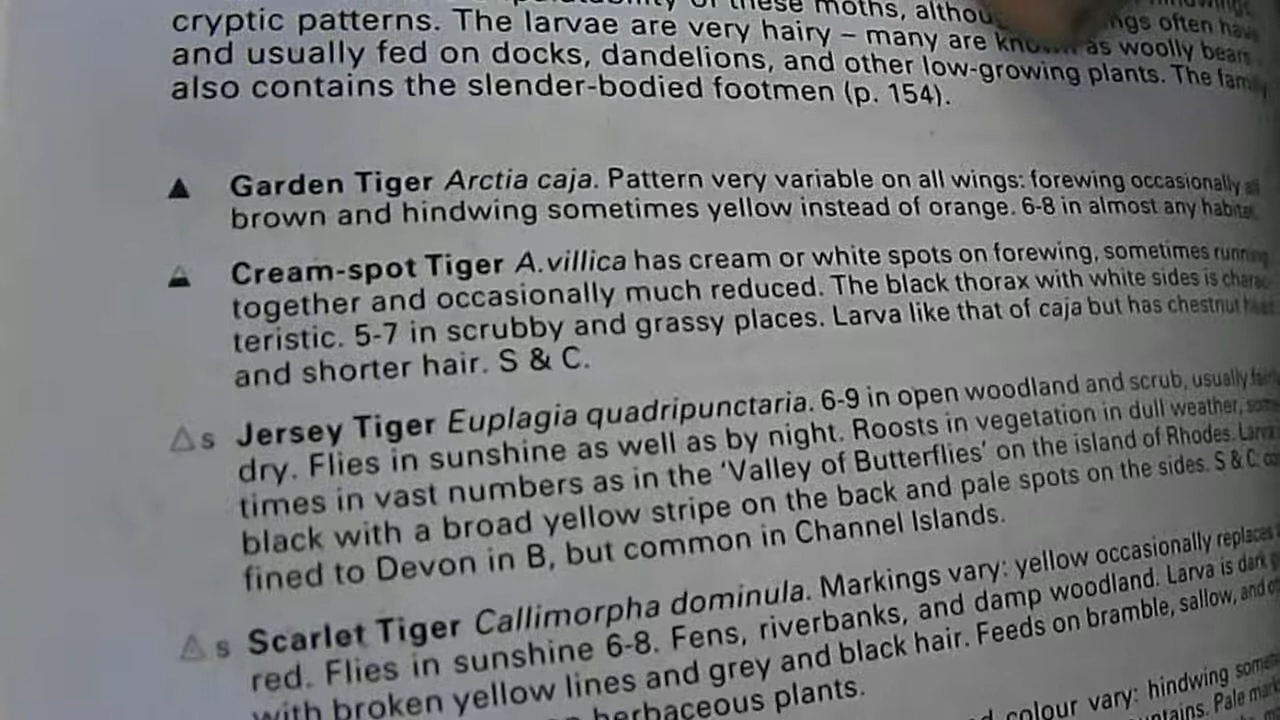 of these moths,
cryptic patterns. The larvae are very hairy – many are known as woolly bears
and usually fed on docks, dandelions, and other low-growing plants. The family
also contains the slender-bodied footmen (p. 154).
Garden Tiger Arctia caja. Pattern very variable on all wings: forewing occasionally all
brown and hindwing sometimes yellow instead of orange. 6-8 in almost any habitat.
Cream-spot Tiger A.villica has cream or white spots on forewing, sometimes running
together and occasionally much reduced. The black thorax with white sides is charac-
teristic. 5-7 in scrubby and grassy places. Larva like that of caja but has chestnut
and shorter hair. S & C.
s Jersey Tiger Euplagia quadripunctaria. 6-9 in open woodland and scrub, usually fairly
dry. Flies in sunshine as well as by night. Roosts in vegetation in dull weather, some-
times in vast numbers as in the ‘Valley of Butterflies’ on the island of Rhodes. Larva
black with a broad yellow stripe on the back and pale spots on the sides. S & C. con-
fined to Devon in B, but common in Channel Islands.
s Scarlet Tiger Callimorpha dominula. Markings vary: yellow occasionally replaces
red. Flies in sunshine 6-8. Fens, riverbanks, and damp woodland. Larva is dark
with broken yellow lines and grey and black hair. Feeds on bramble, sallow, and
herbaceous plants.
colour vary: hindwing
Pale